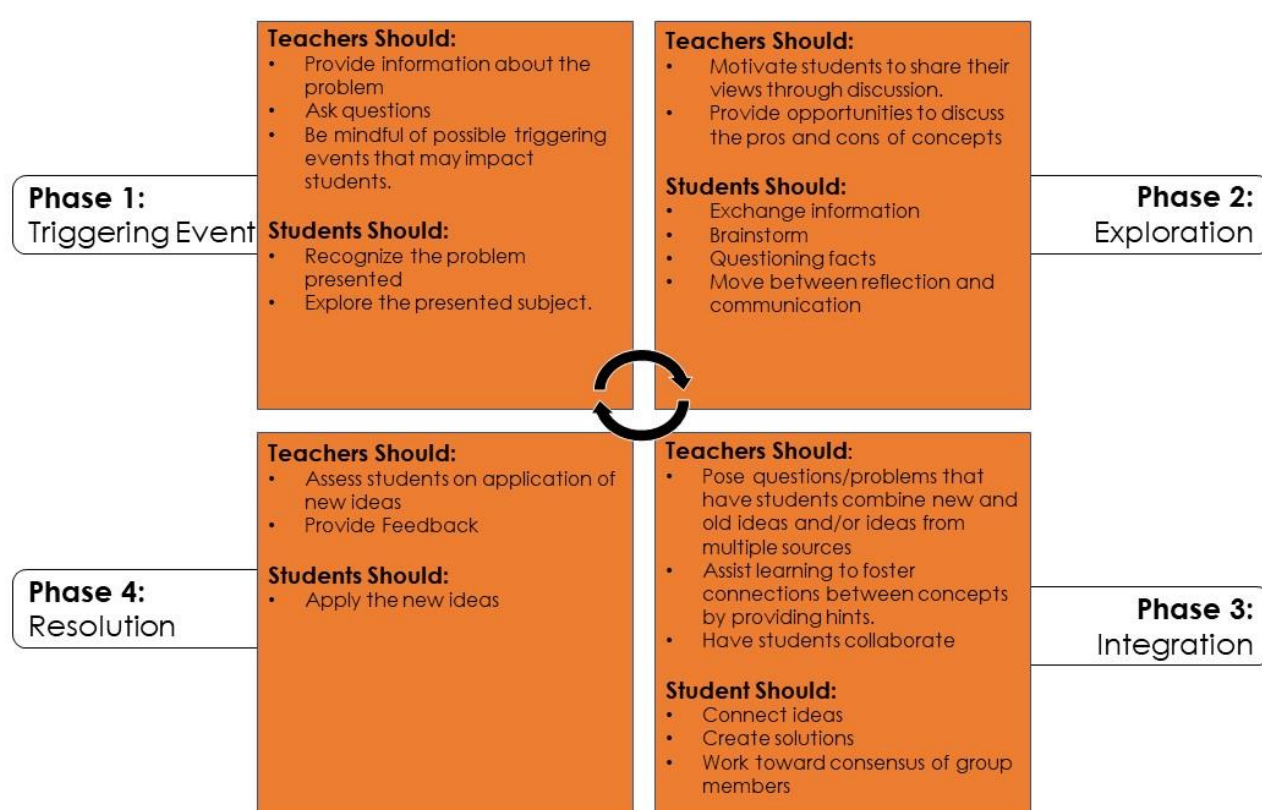 Phase 1:
Triggering Event
Teachers Should:
• Provide information about the
problem
• Ask questions
• Be mindful of possible triggering
events that may impact
students.
Students Should:
• Recognize the problem
presented
• Explore the presented subject.
Teachers Should:
• Motivate students to share their
views through discussion.
• Provide opportunities to discuss
the pros and cons of concepts
Students Should:
• Exchange information
• Brainstorm
• Questioning facts
• Move between reflection and
communication
Phase 2:
Exploration
Phase 4:
Resolution
Teachers Should:
• Assess students on application of
new ideas
• Provide Feedback
Students Should:
• Apply the new ideas
Teachers Should:
• Pose questions/problems that
have students combine new and
old ideas and/or ideas from
multiple sources
• Assist learning to foster
connections between concepts
by providing hints.
• Have students collaborate
Student Should:
• Connect ideas
• Create solutions
• Work toward consensus of group
members
Phase 3:
Integration